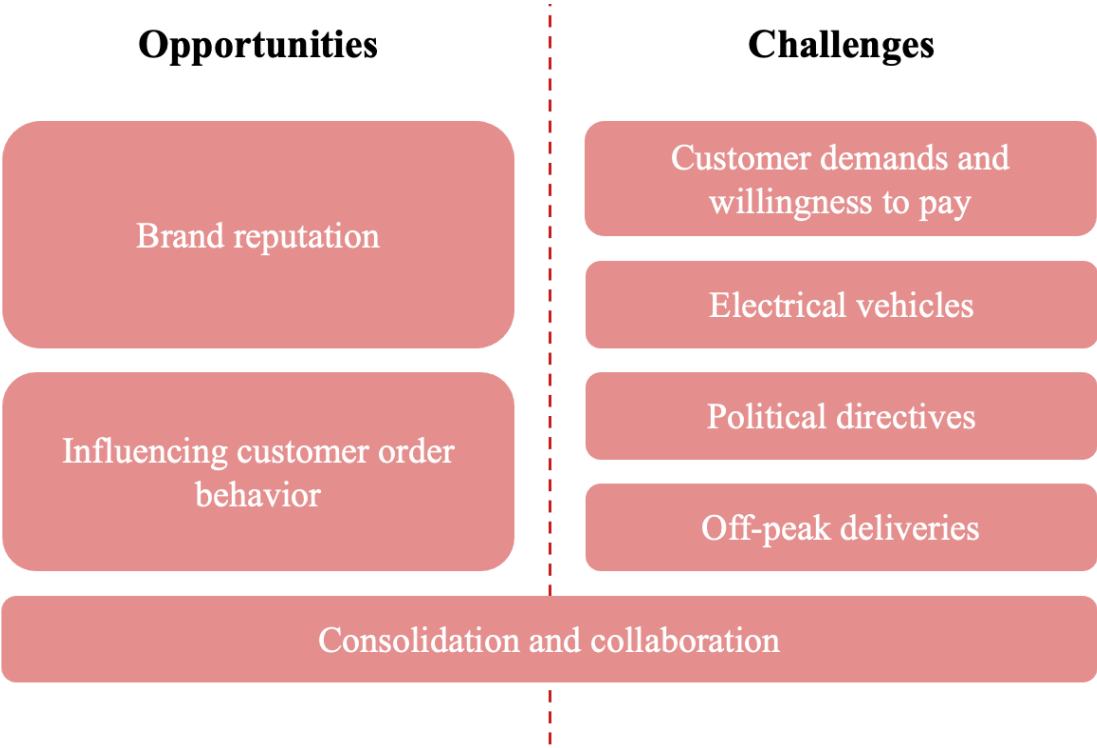 Opportunities
Brand reputation
Influencing customer order
behavior
Challenges
Customer demands and
willingness to pay
Electrical vehicles
Political directives
Off-peak deliveries
Consolidation and collaboration